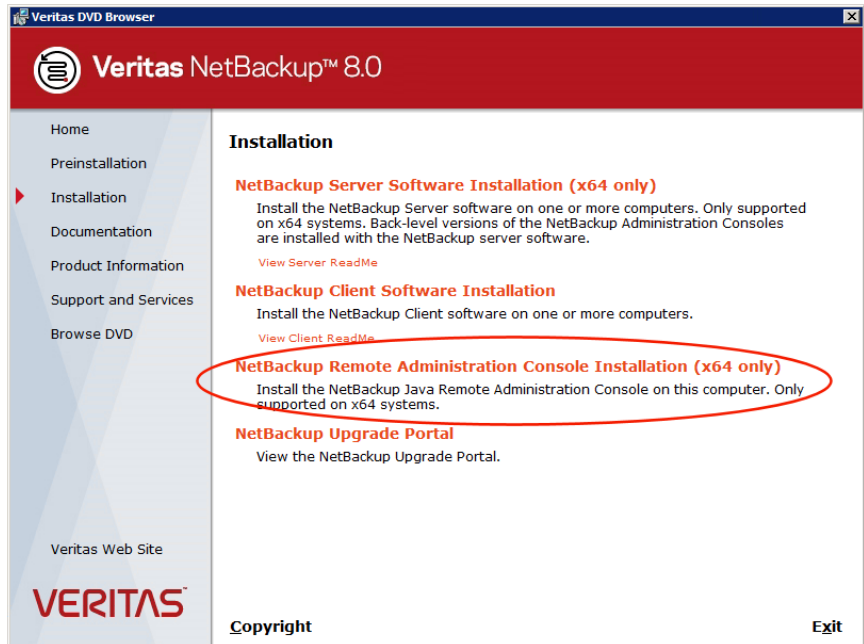 Veritas DVD Browser
Veritas NetBackup™ 8.0
Home
Preinstallation
Installation
Documentation
Product Information
Support and Services
Browse DVD
Veritas Web Site
VERITAS™
Installation
NetBackup Server Software Installation (x64 only)
Install the NetBackup Server software on one or more computers. Only supported
on x64 systems. Back-level versions of the NetBackup Administration Consoles
are installed with the NetBackup server software.
View Server ReadMe
NetBackup Client Software Installation
Install the NetBackup Client software on one or more computers.
View Client ReadMe
NetBackup Remote Administration Console Installation (x64 only)
Install the NetBackup Java Remote Administration Console on this computer. Only
supported on x64 systems.
NetBackup Upgrade Portal
View the NetBackup Upgrade Portal.
Copyright
Exit